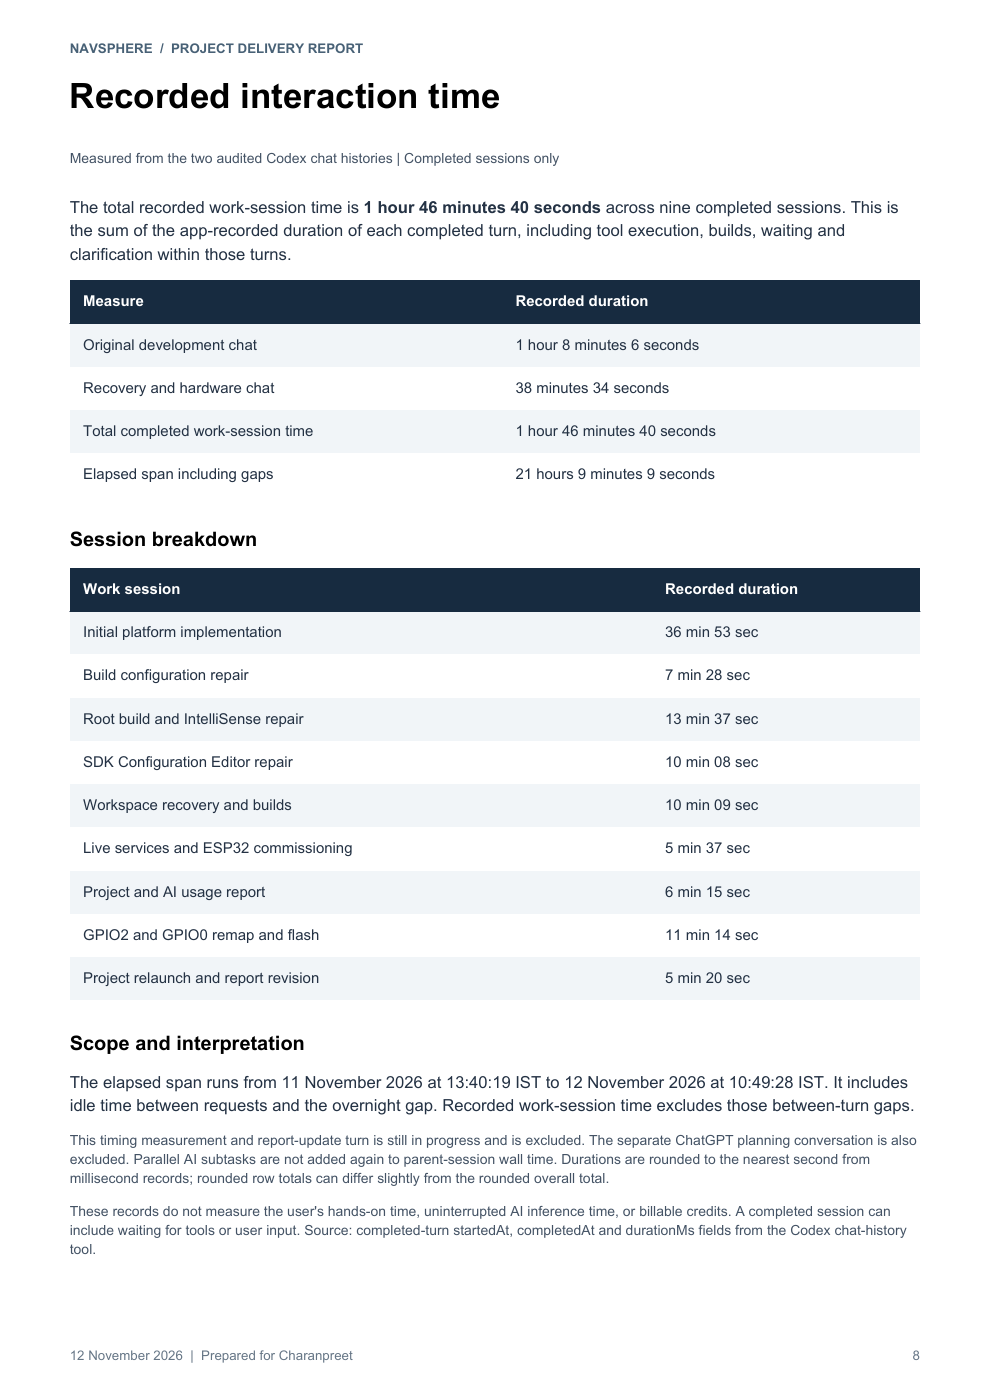 NAVSPHERE / PROJECT DELIVERY REPORT
Recorded interaction time
Measured from the two audited Codex chat histories | Completed sessions only
The total recorded work-session time is 1 hour 46 minutes 40 seconds across nine completed sessions. This is
the sum of the app-recorded duration of each completed turn, including tool execution, builds, waiting and
clarification within those turns.
Measure Recorded duration
Original development chat 1 hour 8 minutes 6 seconds
Recovery and hardware chat 38 minutes 34 seconds
Total completed work-session time 1 hour 46 minutes 40 seconds
Elapsed span including gaps 21 hours 9 minutes 9 seconds
Session breakdown
Work session Recorded duration
Initial platform implementation 36 min 53 sec
Build configuration repair 7 min 28 sec
Root build and IntelliSense repair 13 min 37 sec
SDK Configuration Editor repair 10 min 08 sec
Workspace recovery and builds 10 min 09 sec
Live services and ESP32 commissioning 5 min 37 sec
Project and AI usage report 6 min 15 sec
GPIO2 and GPIO0 remap and flash 11 min 14 sec
Project relaunch and report revision 5 min 20 sec
Scope and interpretation
The elapsed span runs from 11 November 2026 at 13:40:19 IST to 12 November 2026 at 10:49:28 IST. It includes
idle time between requests and the overnight gap. Recorded work-session time excludes those between-turn gaps.
This timing measurement and report-update turn is still in progress and is excluded. The separate ChatGPT planning conversation is also
excluded. Parallel AI subtasks are not added again to parent-session wall time. Durations are rounded to the nearest second from
millisecond records; rounded row totals can differ slightly from the rounded overall total.
These records do not measure the user's hands-on time, uninterrupted AI inference time, or billable credits. A completed session can
include waiting for tools or user input. Source: completed-turn startedAt, completedAt and durationMs fields from the Codex chat-history
tool.
12 November 2026 | Prepared for Charanpreet 8